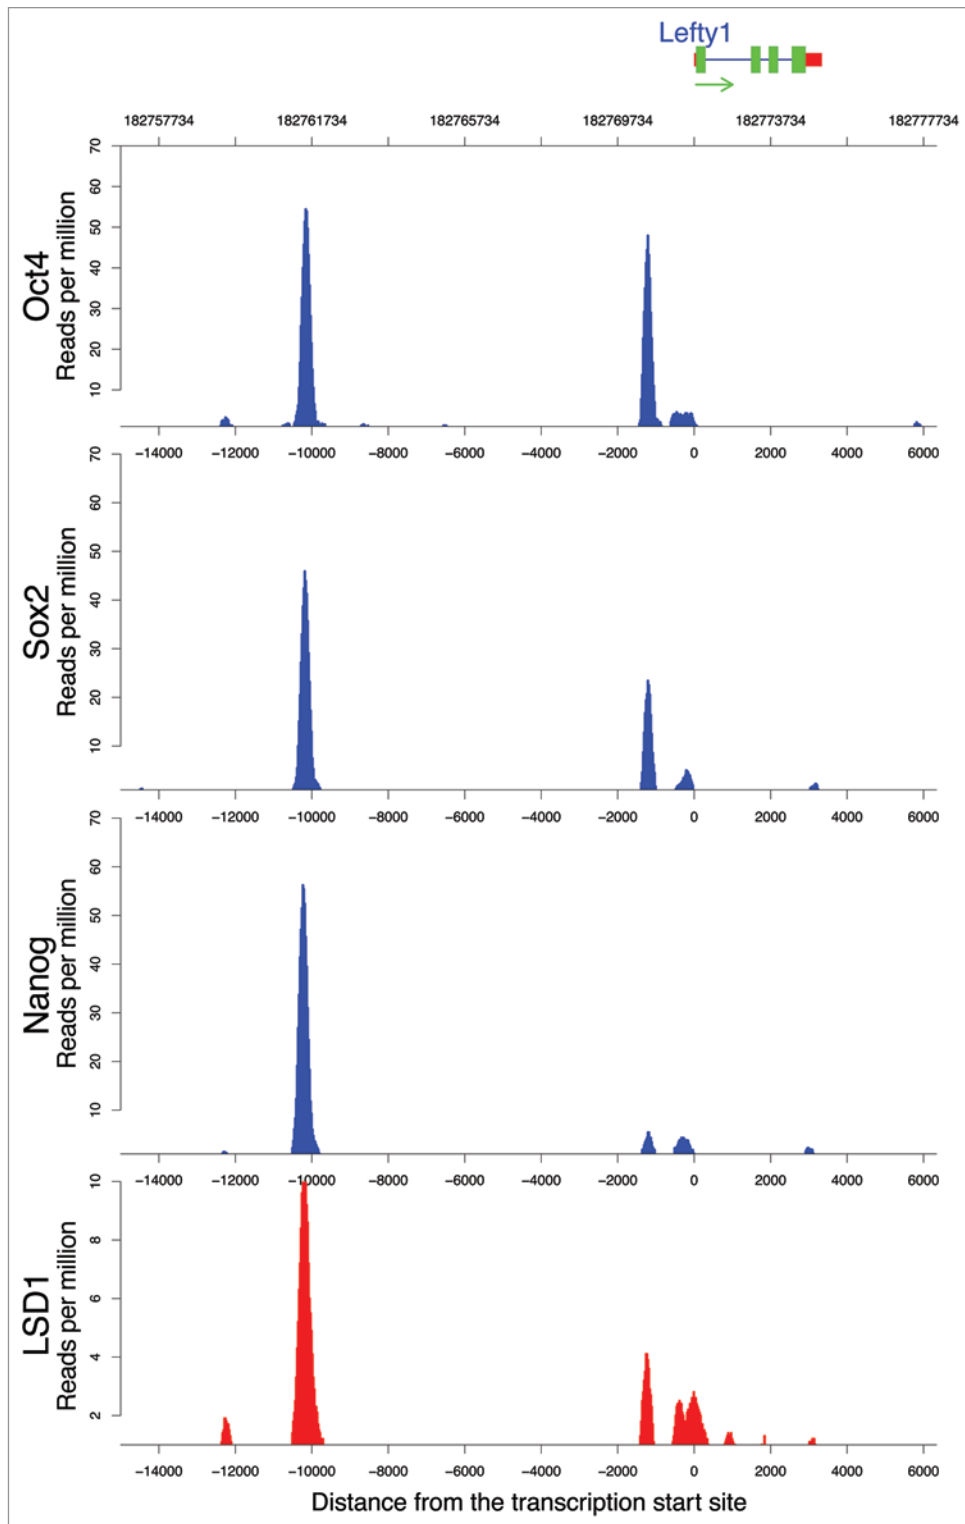 Lefty1
182757734 182761734 182765734 182769734 182773734 182777734
Oct4
Reads per million
70
60
50
40
30
20
10
−14000 −12000 −10000 −8000 −6000 −4000 −2000 0 2000 4000 6000
Sox2
Reads per million
70
60
50
40
30
20
10
−14000 −12000 −10000 −8000 −6000 −4000 −2000 0 2000 4000 6000
Nanog
Reads per million
70
60
50
40
30
20
10
−14000 −12000 −10000 −8000 −6000 −4000 −2000 0 2000 4000 6000
LSD1
Reads per million
10
8
6
4
2
−14000 −12000 −10000 −8000 −6000 −4000 −2000 0 2000 4000 6000
Distance from the transcription start site